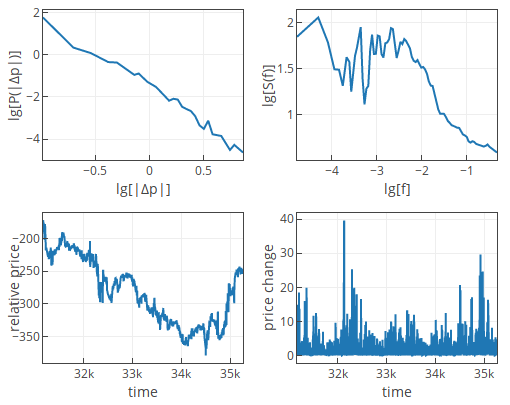 lg[P(|Δp|)]
2
0
−2
−4
−0.5
0
0.5
lg[|Δp|]
lg[S(f)]
2
1.5
1
−4
−3
−2
−1
lg[f]
relative price
−200
−250
−300
−350
32k
33k
34k
35k
time
price change
40
30
20
10
0
32k
33k
34k
35k
time